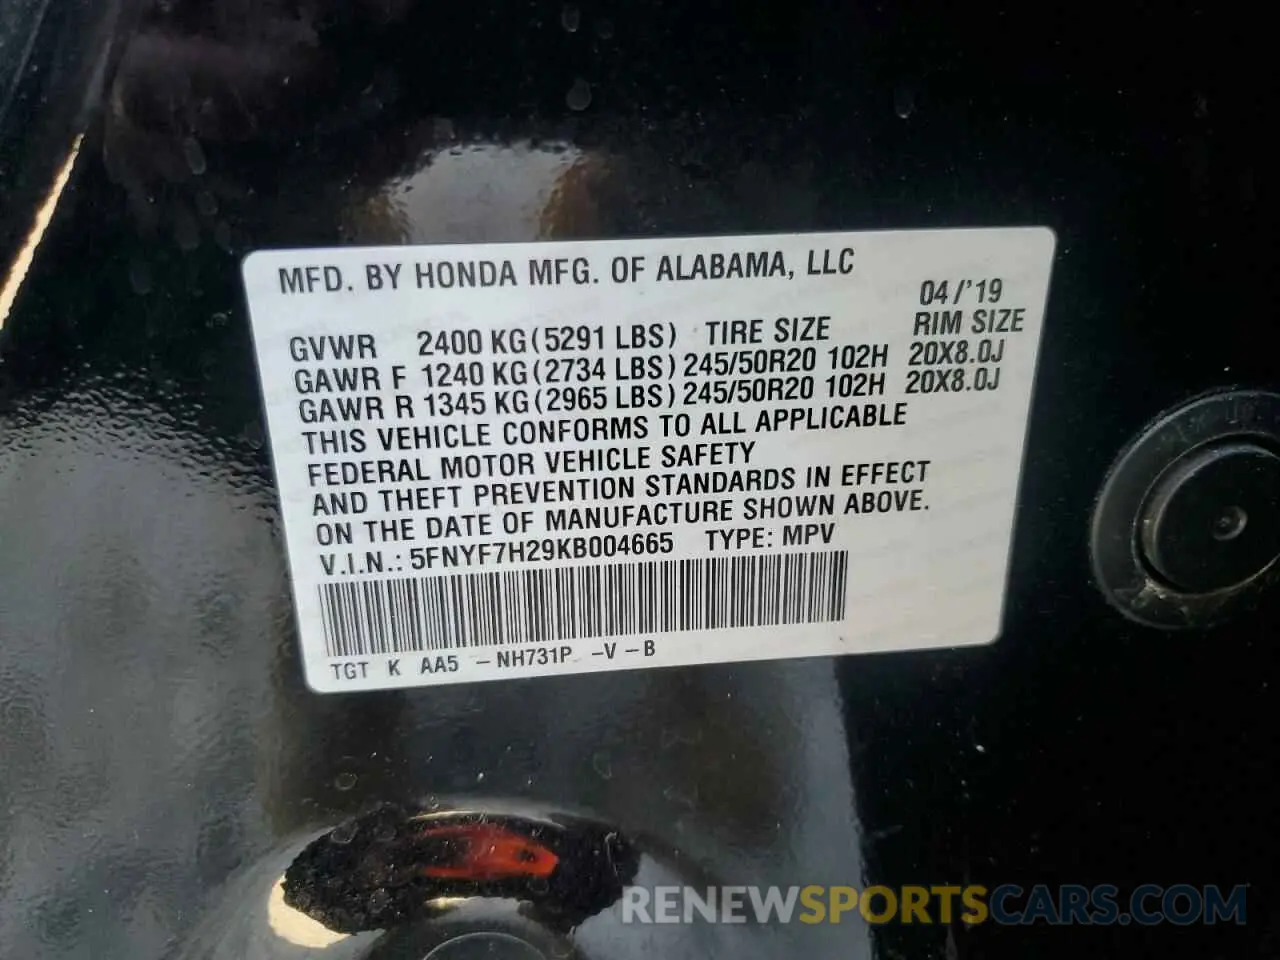 MFD. BY HONDA MFG. OF ALABAMA, LLC
04/'19
GVWR 2400 KG(5291 LBS) TIRE SIZE RIM SIZE
GAWR F 1240 KG(2734 LBS) 245/50R20 102H 20X8.0J
GAWR R 1345 KG(2965 LBS) 245/50R20 102H 20X8.0J
THIS VEHICLE CONFORMS TO ALL APPLICABLE
FEDERAL MOTOR VEHICLE SAFETY
AND THEFT PREVENTION STANDARDS IN EFFECT
ON THE DATE OF MANUFACTURE SHOWN ABOVE.
V.I.N.: 5FNYF7H29KB004665 TYPE: MPV
TGT K AA5 -NH731P -V-B
RENEWSPORTSCARS.COM